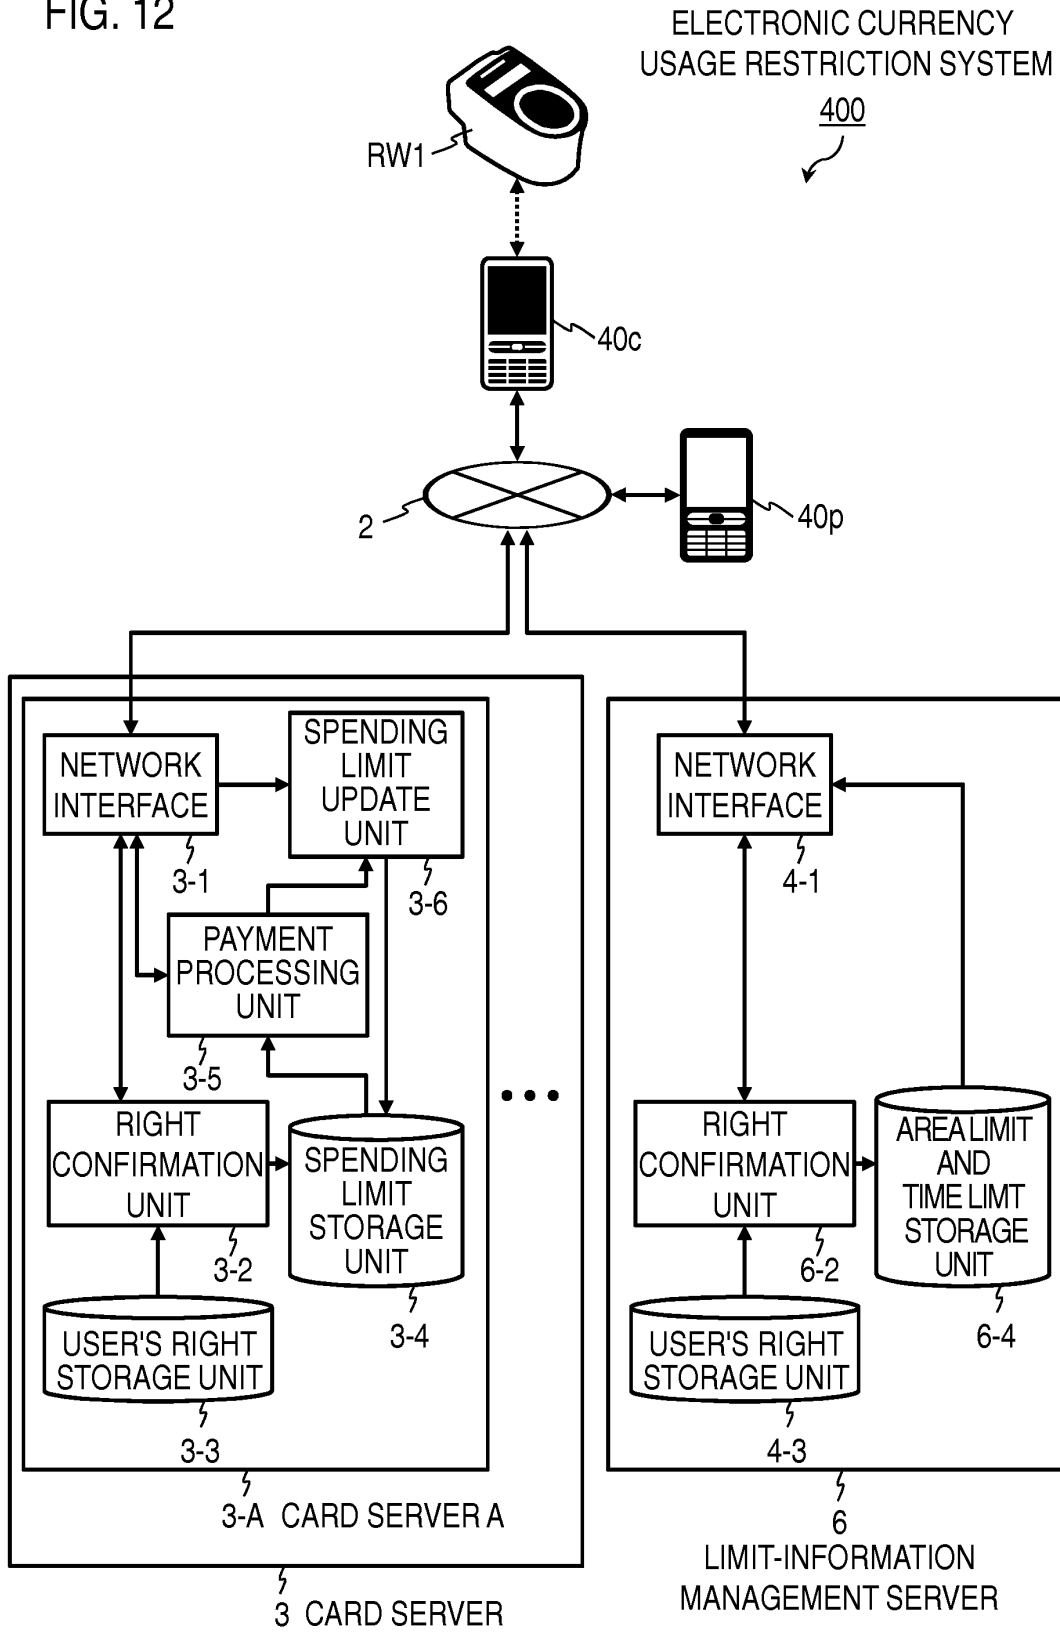 FIG. 12
ELECTRONIC CURRENCY
USAGE RESTRICTION SYSTEM
400
RW1
40c
2
40p
NETWORK
INTERFACE
3-1
SPENDING
LIMIT
UPDATE
UNIT
3-6
PAYMENT
PROCESSING
UNIT
3-5
RIGHT
CONFIRMATION
UNIT
3-2
SPENDING
LIMIT
STORAGE
UNIT
3-4
USER'S RIGHT
STORAGE UNIT
3-3
3-A CARD SERVER A
3 CARD SERVER
NETWORK
INTERFACE
4-1
RIGHT
CONFIRMATION
UNIT
6-2
AREA LIMIT
AND
TIME LIMT
STORAGE
UNIT
6-4
USER'S RIGHT
STORAGE UNIT
4-3
6
LIMIT-INFORMATION
MANAGEMENT SERVER